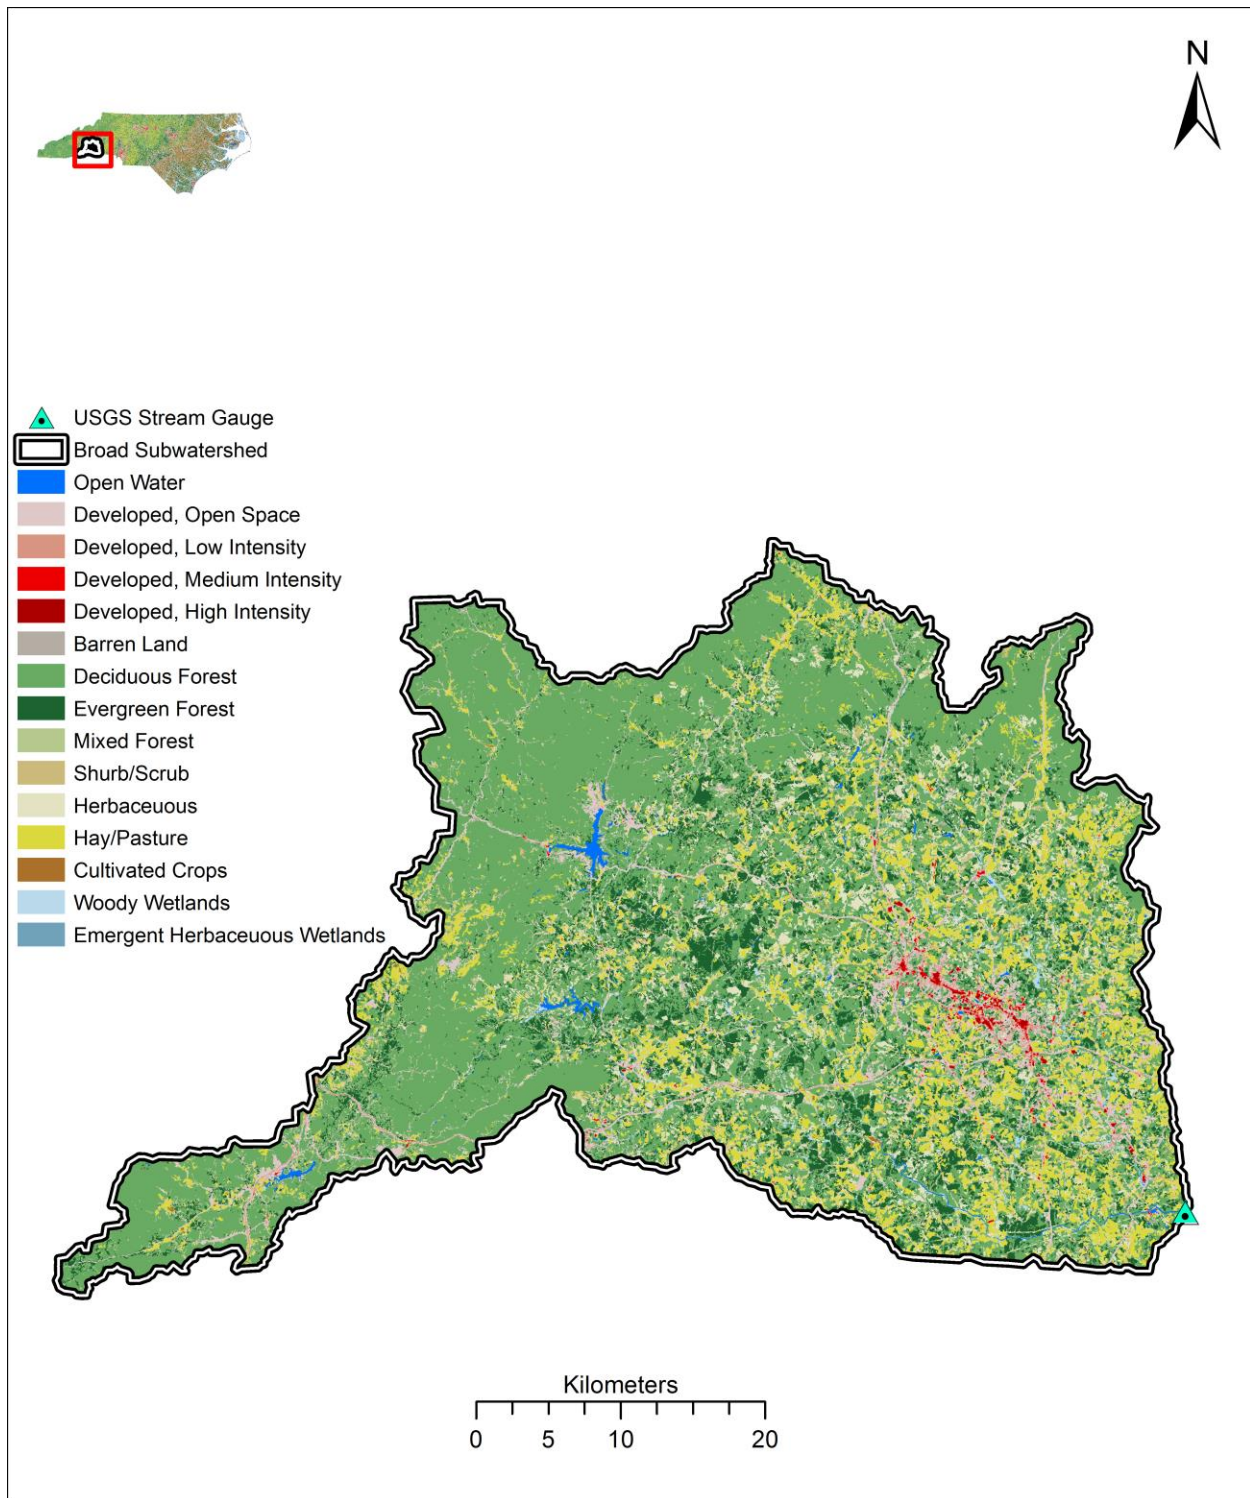 N
USGS Stream Gauge
Broad Subwatershed
Open Water
Developed, Open Space
Developed, Low Intensity
Developed, Medium Intensity
Developed, High Intensity
Barren Land
Deciduous Forest
Evergreen Forest
Mixed Forest
Shurb/Scrub
Herbaceuous
Hay/Pasture
Cultivated Crops
Woody Wetlands
Emergent Herbaceuous Wetlands
Kilometers
0 5 10 20